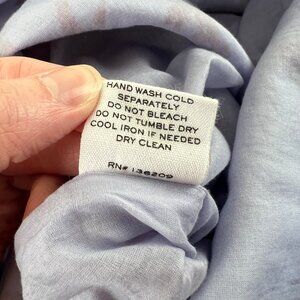 HAND WASH COLD
SEPARATELY
DO NOT BLEACH
DO NOT TUMBLE DRY
COOL IRON IF NEEDED
DRY CLEAN
RN# 136209